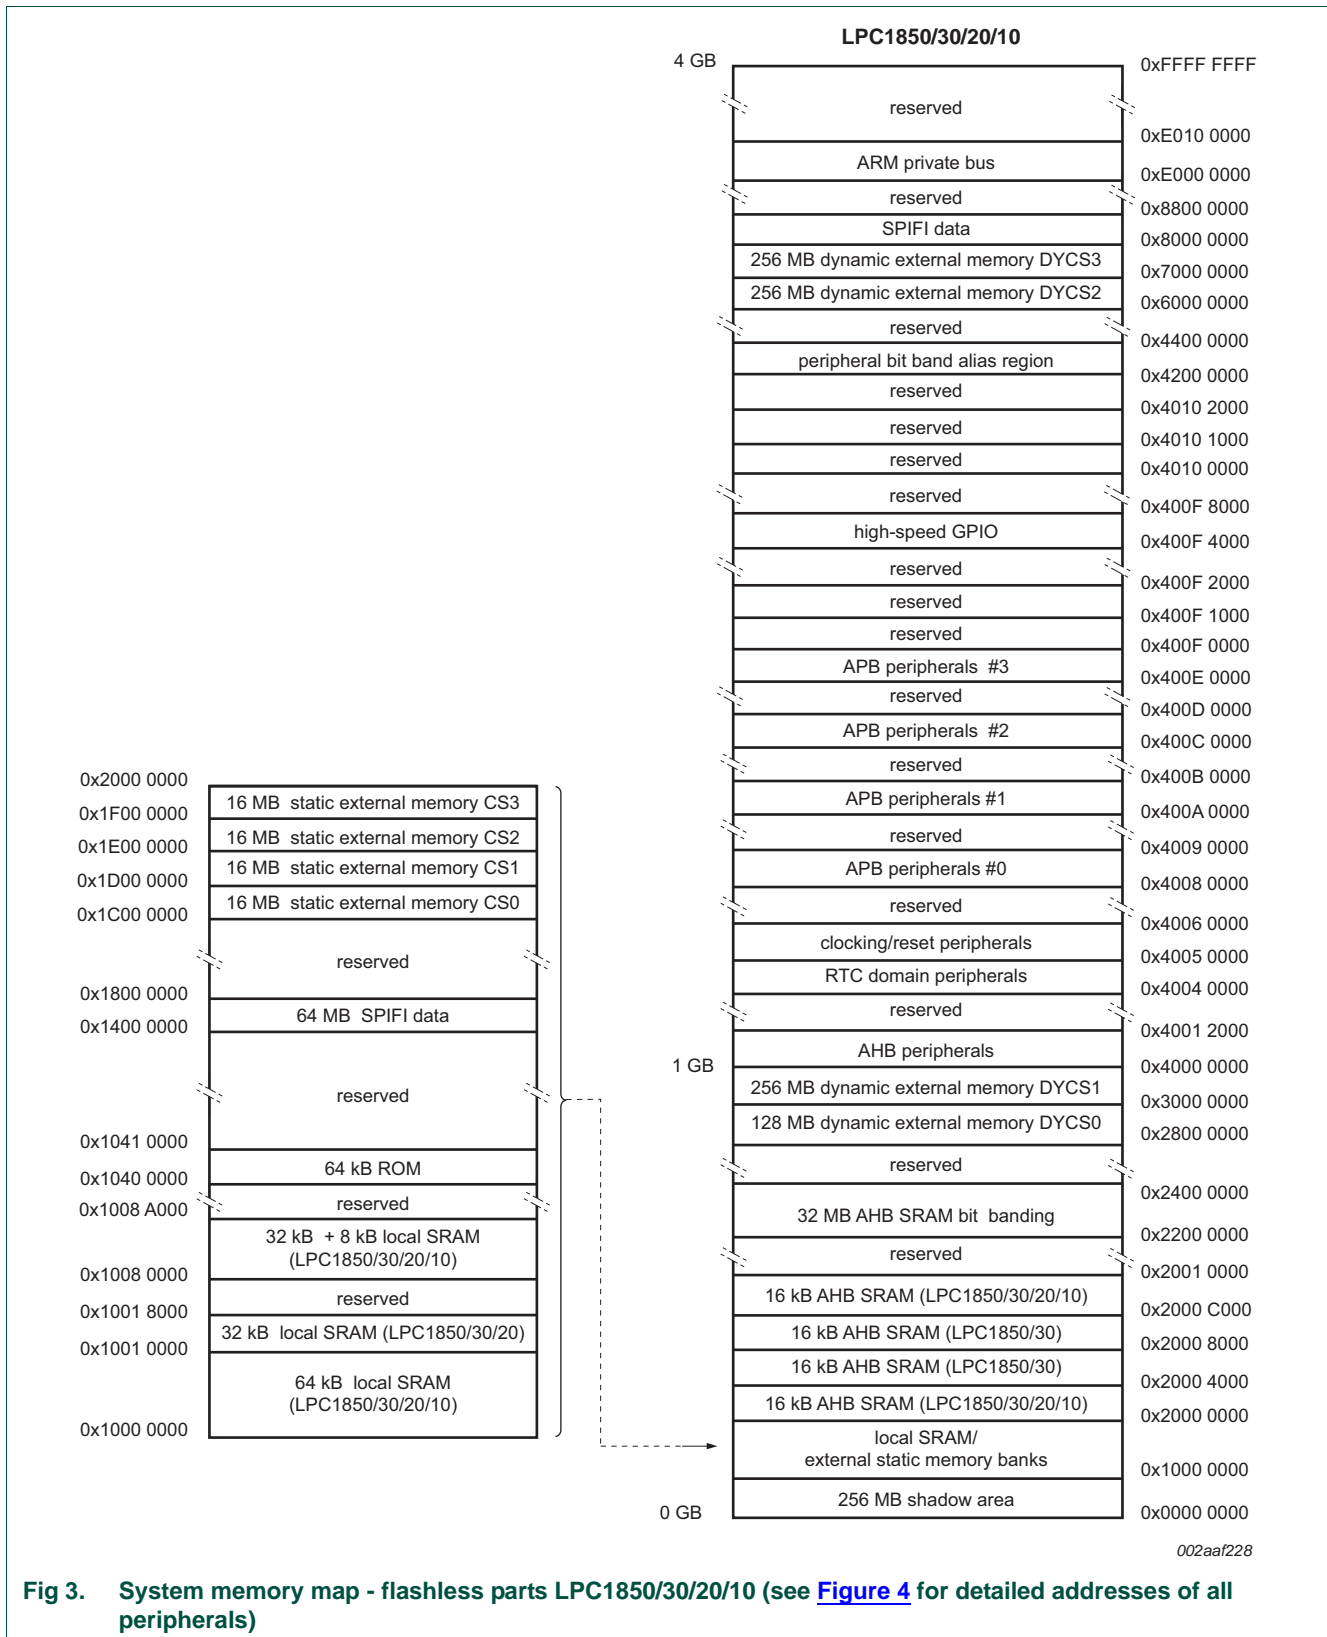 LPC1850/30/20/10
4 GB
0xFFFF FFFF
reserved
0xE010 0000
ARM private bus
0xE000 0000
reserved
0x8800 0000
SPIFI data
0x8000 0000
256 MB dynamic external memory DYCS3
0x7000 0000
256 MB dynamic external memory DYCS2
0x6000 0000
reserved
0x4400 0000
peripheral bit band alias region
0x4200 0000
reserved
0x4010 2000
reserved
0x4010 1000
reserved
0x4010 0000
reserved
0x400F 8000
high-speed GPIO
0x400F 4000
reserved
0x400F 2000
reserved
0x400F 1000
reserved
0x400F 0000
APB peripherals #3
0x400E 0000
reserved
0x400D 0000
APB peripherals #2
0x400C 0000
reserved
0x400B 0000
APB peripherals #1
0x400A 0000
reserved
0x4009 0000
APB peripherals #0
0x4008 0000
reserved
0x4006 0000
clocking/reset peripherals
0x4005 0000
RTC domain peripherals
0x4004 0000
reserved
0x4001 2000
AHB peripherals
1 GB
0x4000 0000
256 MB dynamic external memory DYCS1
0x3000 0000
128 MB dynamic external memory DYCS0
0x2800 0000
reserved
0x2400 0000
32 MB AHB SRAM bit banding
0x2200 0000
reserved
0x2001 0000
16 kB AHB SRAM (LPC1850/30/20/10)
0x2000 C000
16 kB AHB SRAM (LPC1850/30)
0x2000 8000
16 kB AHB SRAM (LPC1850/30)
0x2000 4000
16 kB AHB SRAM (LPC1850/30/20/10)
0x2000 0000
local SRAM/
external static memory banks
0x1000 0000
256 MB shadow area
0 GB
0x0000 0000
0x2000 0000
16 MB static external memory CS3
0x1F00 0000
16 MB static external memory CS2
0x1E00 0000
16 MB static external memory CS1
0x1D00 0000
16 MB static external memory CS0
0x1C00 0000
reserved
0x1800 0000
64 MB SPIFI data
0x1400 0000
reserved
0x1041 0000
64 kB ROM
0x1040 0000
reserved
0x1008 A000
32 kB + 8 kB local SRAM
(LPC1850/30/20/10)
0x1008 0000
reserved
0x1001 8000
32 kB local SRAM (LPC1850/30/20)
0x1001 0000
64 kB local SRAM
(LPC1850/30/20/10)
0x1000 0000
002aaf228
Fig 3. System memory map - flashless parts LPC1850/30/20/10 (see Figure 4 for detailed addresses of all
peripherals)